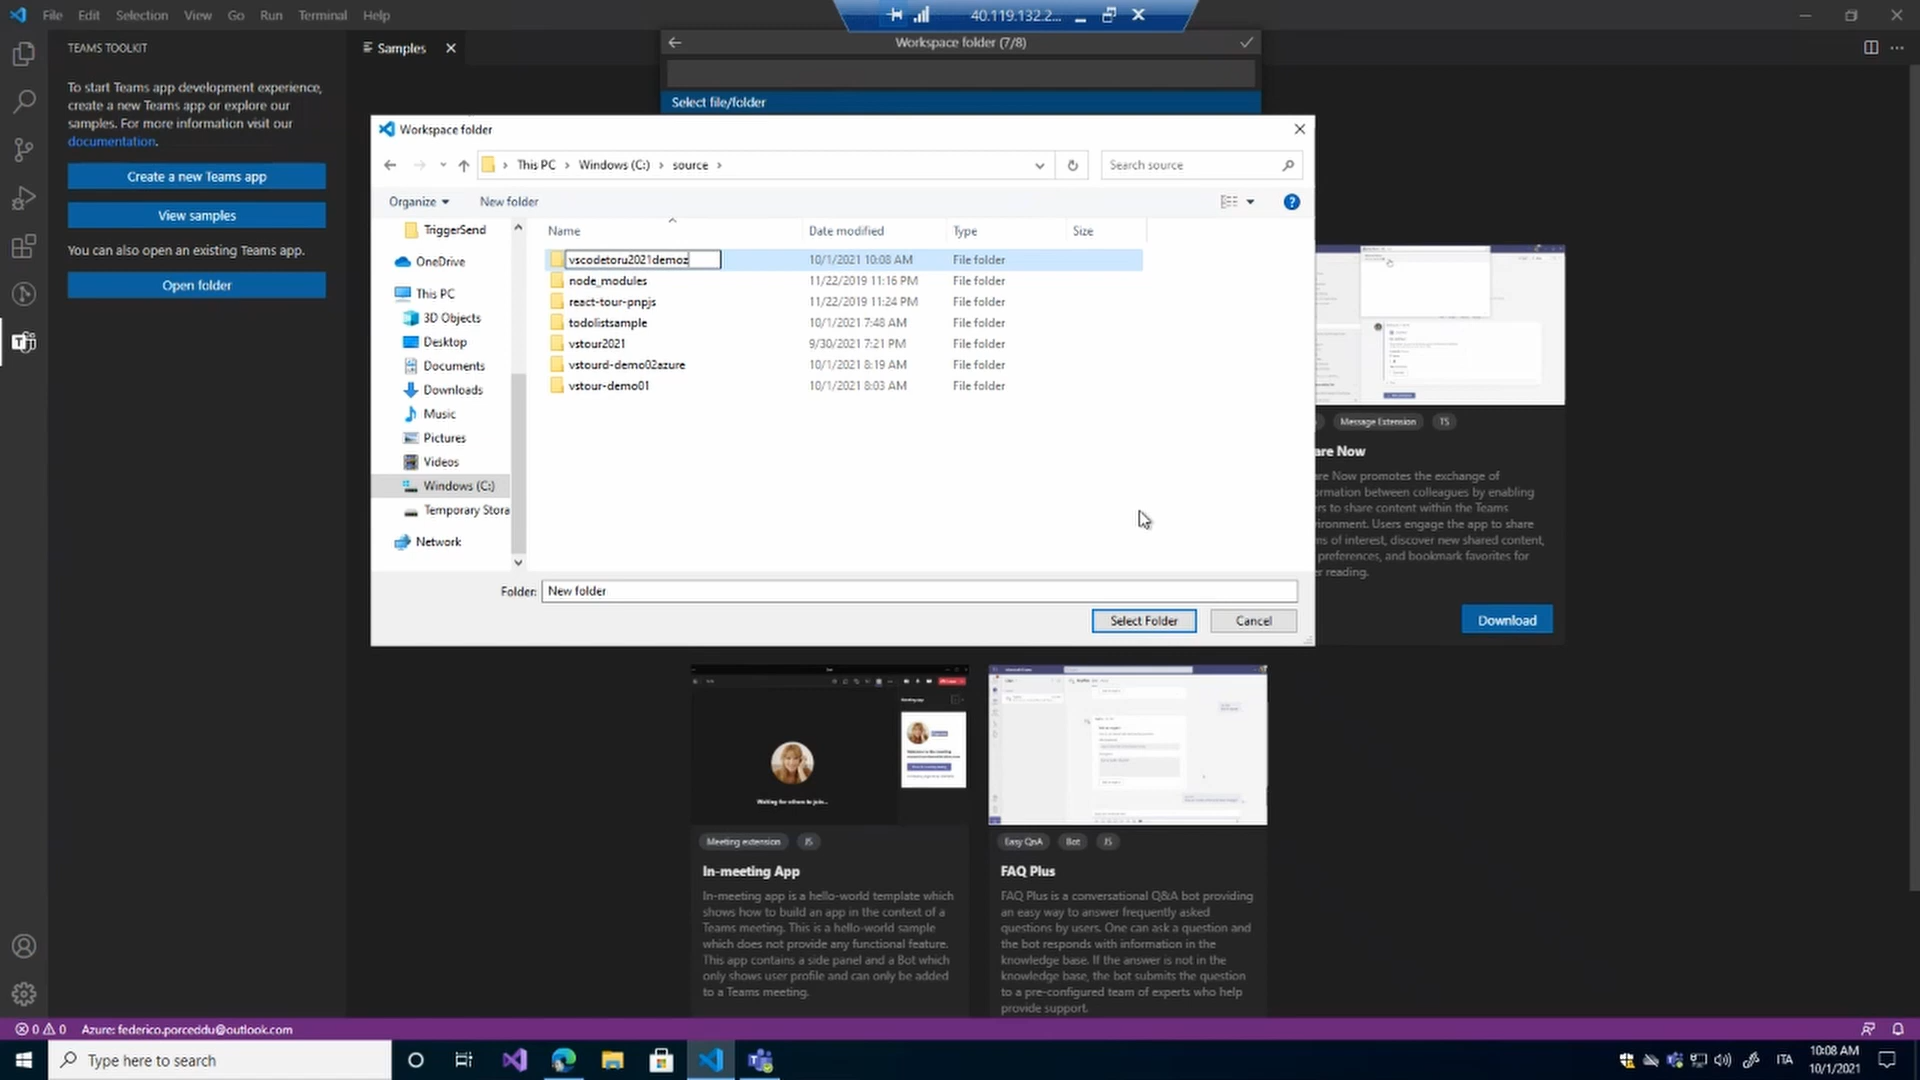 File Edit Selection View Go Run Terminal Help
40.119.132.2...
TEAMS TOOLKIT
Samples
Workspace folder (7/8)
To start Teams app development experience,
create a new Teams app or explore our
samples. For more information visit our
documentation.
Create a new Teams app
View samples
You can also open an existing Teams app.
Open folder
Select file/folder
Workspace folder
This PC > Windows (C:) > source >
Search source
Organize
New folder
TriggerSend
OneDrive
This PC
3D Objects
Desktop
Documents
Downloads
Music
Pictures
Videos
Windows (C:)
Temporary Stora
Network
Name Date modified Type Size
vscodetoru2021demoz 10/1/2021 10:08 AM File folder
node_modules 11/22/2019 11:16 PM File folder
react-tour-pnpjs 11/22/2019 11:24 PM File folder
todolistsample 10/1/2021 7:48 AM File folder
vstour2021 9/30/2021 7:21 PM File folder
vstourd-demo02azure 10/1/2021 8:19 AM File folder
vstour-demo01 10/1/2021 8:03 AM File folder
Folder: New folder
Select Folder
Cancel
Message Extension TS
are Now
are Now promotes the exchange of
ormation between colleagues by enabling
ers to share content within the Teams
vironment. Users engage the app to share
ms of interest, discover new shared content,
preferences, and bookmark favorites for
er reading.
Download
Waiting for others to join...
Meeting extension JS
In-meeting App
In-meeting app is a hello-world template which
shows how to build an app in the context of a
Teams meeting. This is a hello-world sample
which does not provide any functional feature.
This app contains a side panel and a Bot which
only shows user profile and can only be added
to a Teams meeting.
Easy QnA Bot JS
FAQ Plus
FAQ Plus is a conversational Q&A bot providing
an easy way to answer frequently asked
questions by users. One can ask a question and
the bot responds with information in the
knowledge base. If the answer is not in the
knowledge base, the bot submits the question
to a pre-configured team of experts who help
provide support.
0 0 Azure: federico.porceddu@outlook.com
Type here to search
ITA
10:08 AM
10/1/2021